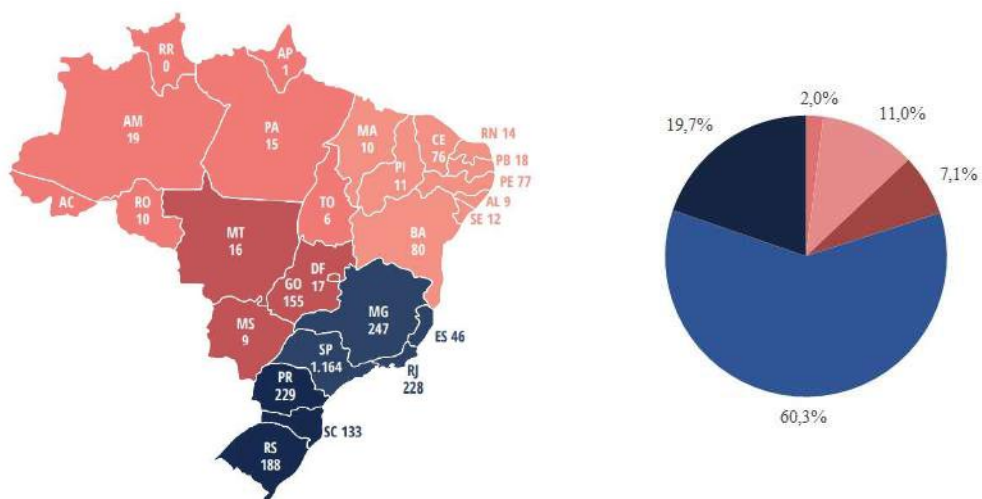 RR
0
AP
1
AM
19
PA
15
MA
10
CE
76
RN 14
PB 18
PE 77
AL 9
SE 12
PI
11
AC
RO
10
TO
6
BA
80
MT
16
DF
17
GO
155
MS
9
MG
247
ES 46
SP
1.164
RJ
228
PR
229
SC 133
RS
188
2,0%
11,0%
7,1%
60,3%
19,7%